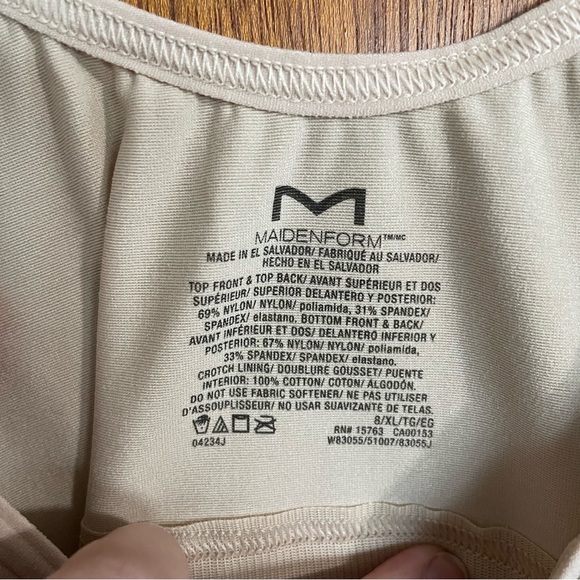 M
MAIDENFORM™/MC
MADE IN EL SALVADOR/ FABRIQUÉ AU SALVADOR/
HECHO EN EL SALVADOR
TOP FRONT & TOP BACK/ AVANT SUPÉRIEUR ET DOS
SUPÉRIEUR/ SUPERIOR DELANTERO Y POSTERIOR:
69% NYLON/ NYLON/ poliamida, 31% SPANDEX/
SPANDEX/ elastano. BOTTOM FRONT & BACK/
AVANT INFÉRIEUR ET DOS/ DELANTERO INFERIOR Y
POSTERIOR: 67% NYLON/ NYLON/ poliamida,
33% SPANDEX/ SPANDEX/ elastano.
CROTCH LINING/ DOUBLURE GOUSSET/ PUENTE
INTERIOR: 100% COTTON/ COTON/ ALGODÓN.
DO NOT USE FABRIC SOFTENER/ NE PAS UTILISER
D'ASSOUPLISSEUR/ NO USAR SUAVIZANTE DE TELAS.
8/XL/TG/EG
RN# 15763 CA00153
04234J W83055/51007/83055J